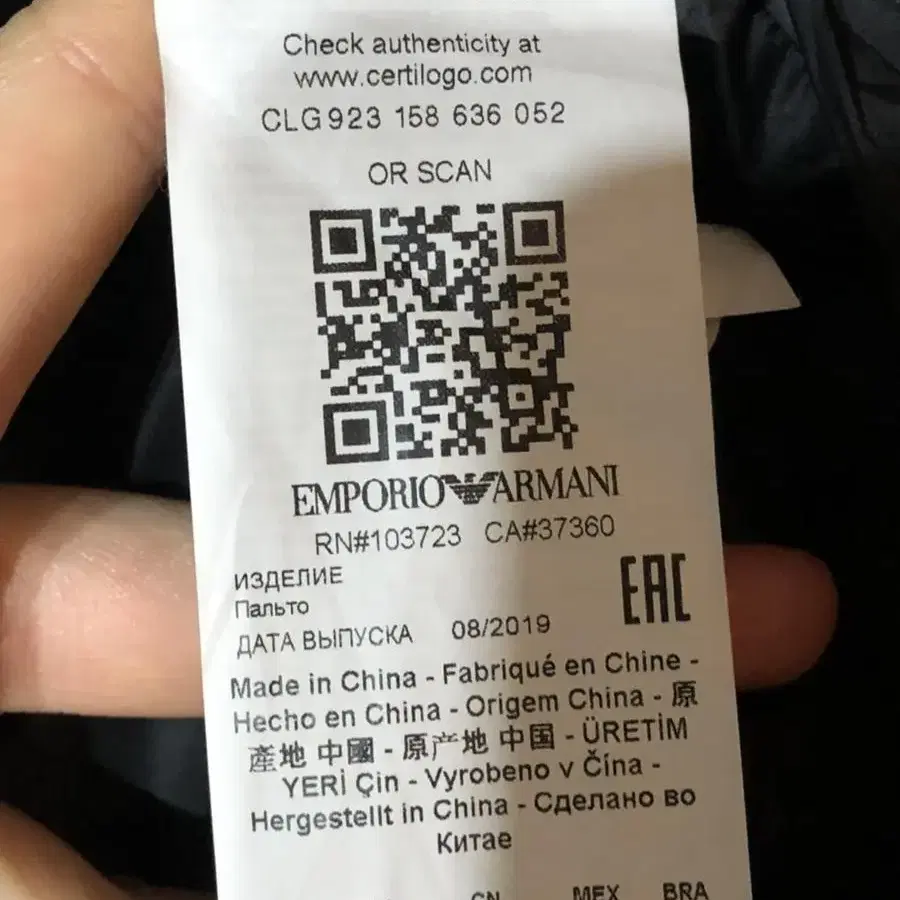 Check authenticity at
www.certilogo.com
CLG923 158 636 052
OR SCAN
EMPORIO ARMANI
RN#103723 CA#37360
ИЗДЕЛИЕ
Пальто
ДАТА ВЫПУСКА 08/2019
EAC
Made in China - Fabriqué en Chine -
Hecho en China - Origem China - 原
產地 中國 - 原产地 中国 - ÜRETİM
YERİ Çin - Vyrobeno v Čína -
Hergestellt in China - Сделано во
Китае
CN MEX BRA